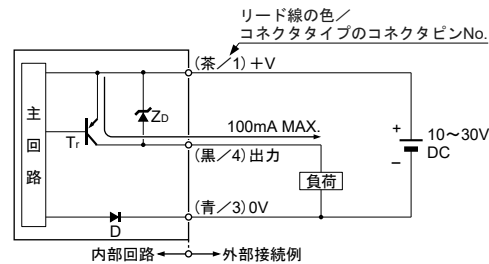 リード線の色／
コネクタタイプのコネクタピンNo.
(茶／1)＋V
主回路
Tr
ZD
100mA MAX.
(黒／4)出力
負荷
＋
−
10〜30V
DC
(青／3)0V
D
内部回路
外部接続例